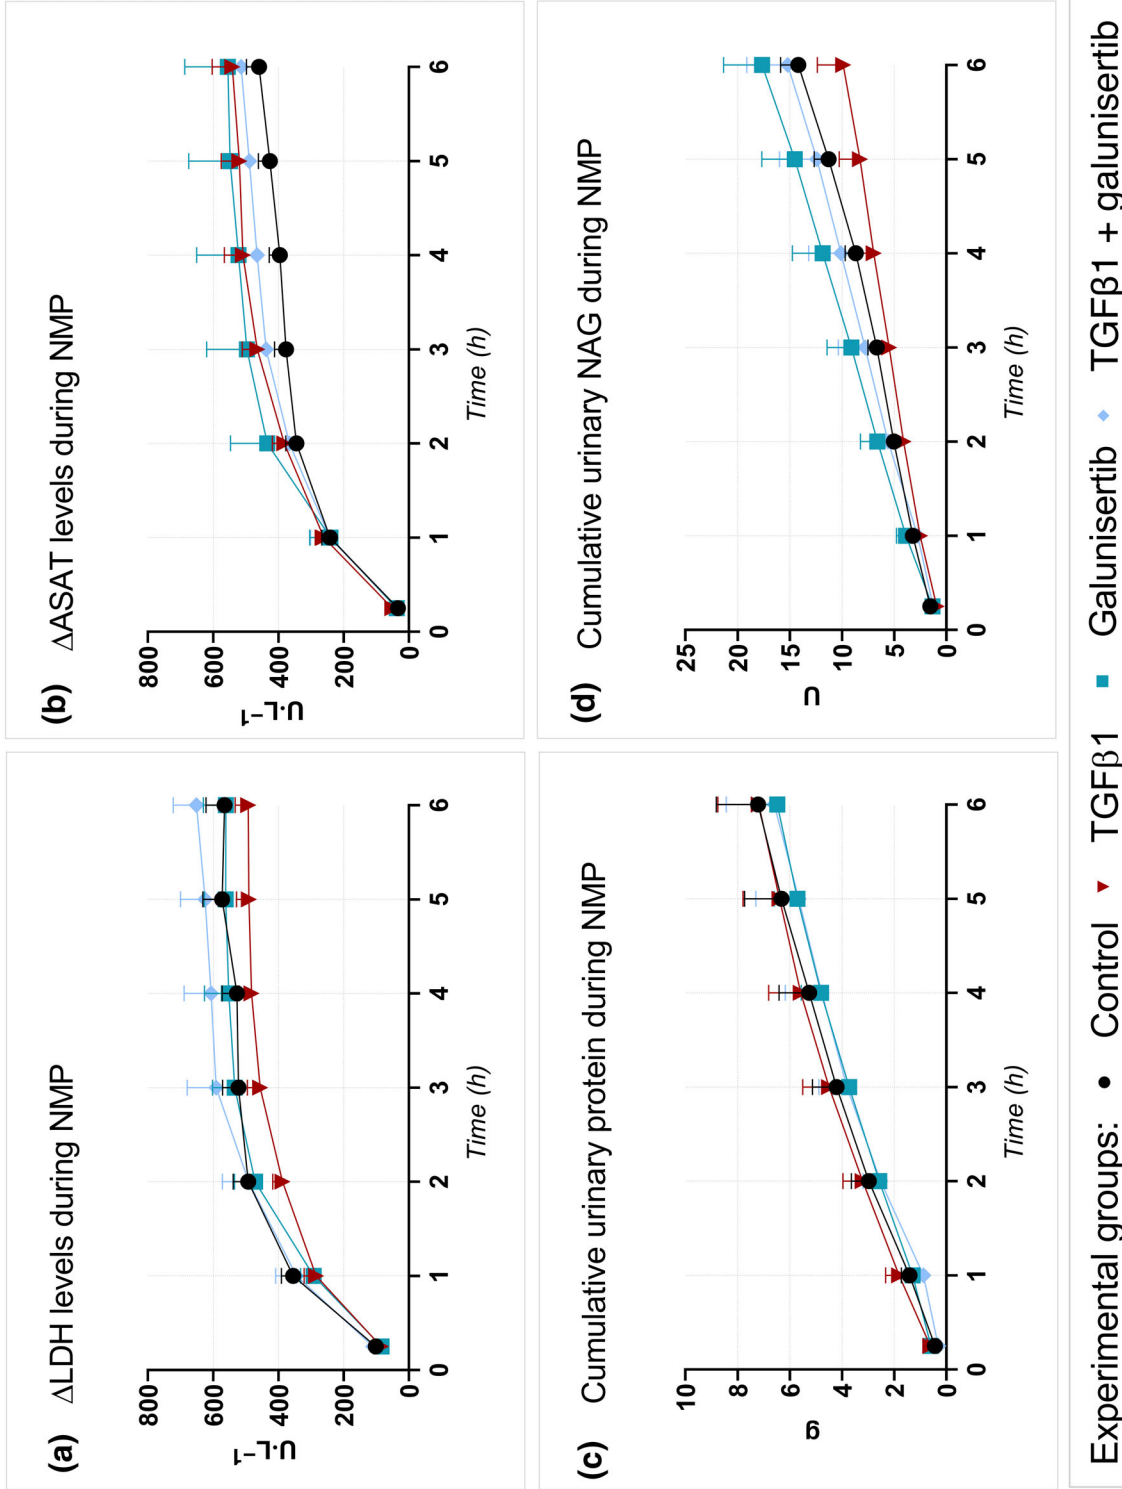 (a) ΔLDH levels during NMP
U.L⁻¹
800
600
400
200
0
0 1 2 3 4 5 6
Time (h)
(b) ΔASAT levels during NMP
U.L⁻¹
800
600
400
200
0
0 1 2 3 4 5 6
Time (h)
(c) Cumulative urinary protein during NMP
g
10
8
6
4
2
0
0 1 2 3 4 5 6
Time (h)
(d) Cumulative urinary NAG during NMP
U
25
20
15
10
5
0
0 1 2 3 4 5 6
Time (h)
Experimental groups: Control TGFβ1 Galunisertib TGFβ1 + galunisertib